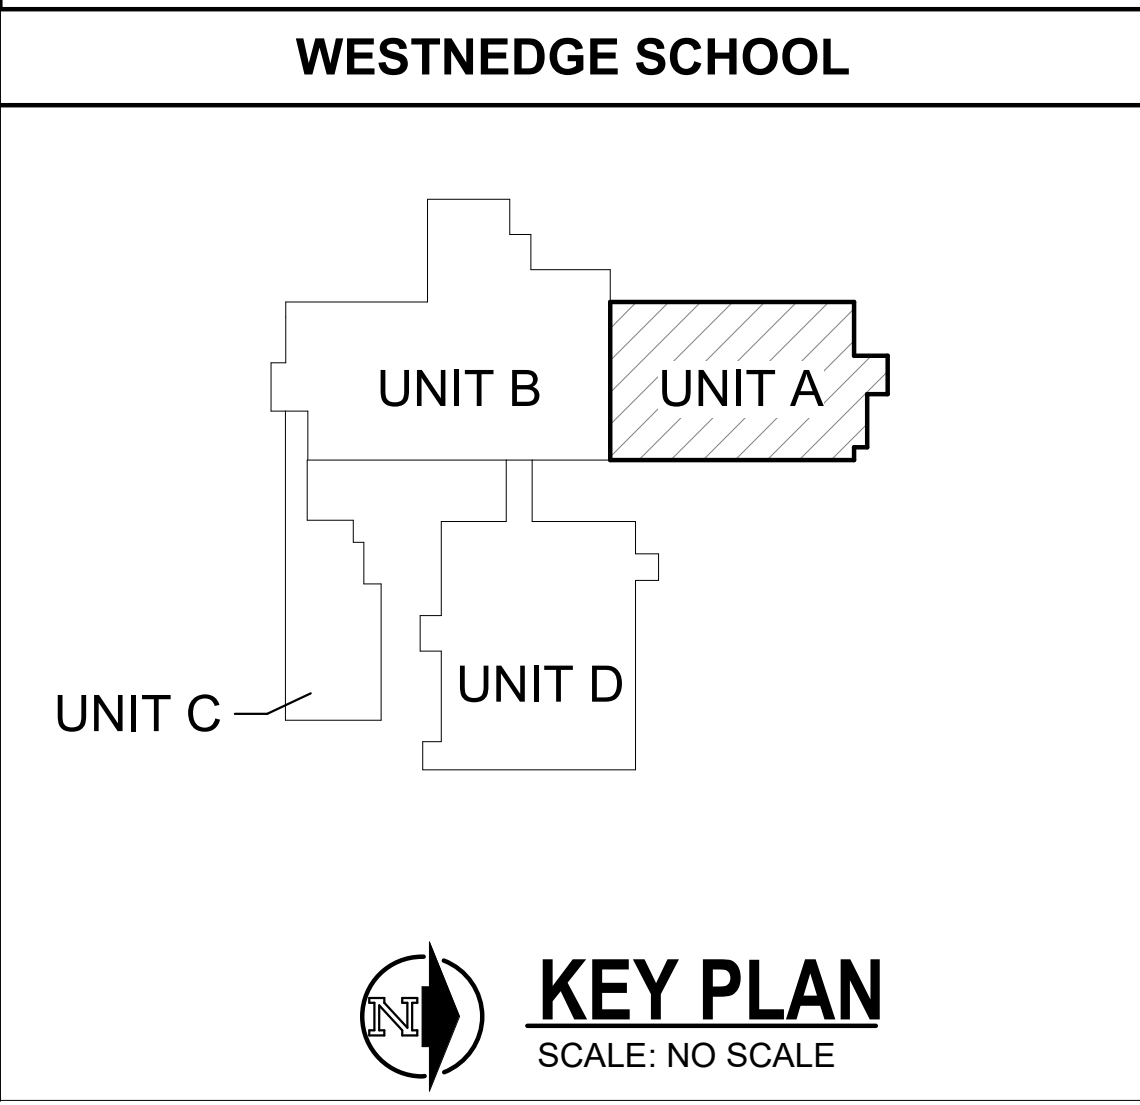 WESTNEDGE SCHOOL
UNIT B
UNIT A
UNIT D
UNIT C
N
KEY PLAN
SCALE: NO SCALE